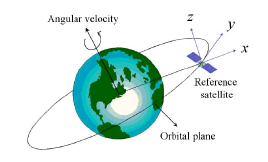 Angular velocity
z
y
x
Reference
satellite
Orbital plane